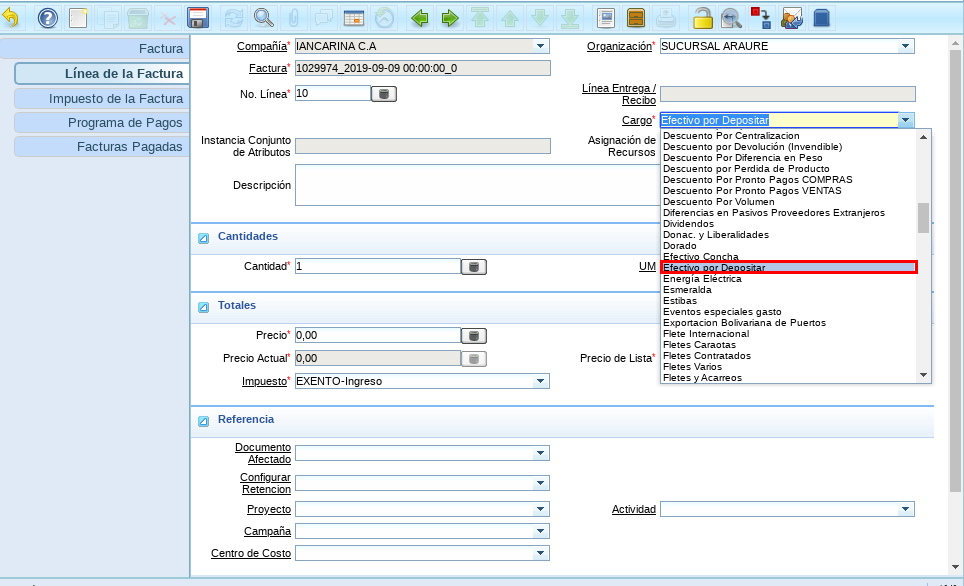 Factura
Línea de la Factura
Impuesto de la Factura
Programa de Pagos
Facturas Pagadas
Compañía* IANCARINA C.A
Organización* SUCURSAL ARAURE
Factura* 1029974_2019-09-09 00:00:00_0
No. Línea* 10
Línea Entrega /
Recibo
Cargo* Efectivo por Depositar
Instancia Conjunto
de Atributos
Asignación de
Recursos
Descripción
Descuento Por Centralizacion
Descuento por Devolución (Invendible)
Descuento Por Diferencia en Peso
Descuento por Perdida de Producto
Descuento Por Pronto Pagos COMPRAS
Descuento Por Pronto Pagos VENTAS
Descuento Por Volumen
Diferencias en Pasivos Proveedores Extranjeros
Dividendos
Donac. y Liberalidades
Dorado
Efectivo Concha
Efectivo por Depositar
Energía Eléctrica
Esmeralda
Estibas
Eventos especiales gasto
Exportacion Bolivariana de Puertos
Flete Internacional
Fletes Caraotas
Fletes Contratados
Fletes Varios
Fletes y Acarreos
Cantidades
Cantidad* 1
UM
Totales
Precio* 0,00
Precio Actual* 0,00
Precio de Lista*
Impuesto* EXENTO-Ingreso
Referencia
Documento
Afectado
Configurar
Retencion
Proyecto
Actividad
Campaña
Centro de Costo